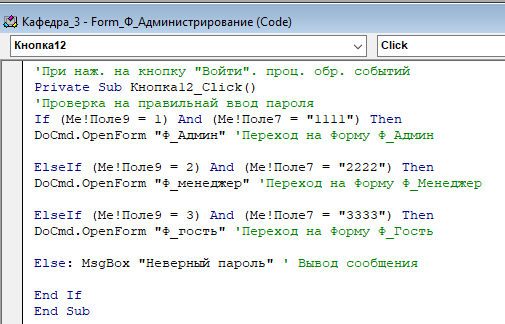 Кафедра_3 - Form_Ф_Администрирование (Code)
Кнопка12 Click
'При наж. на кнопку "Войти". проц. обр. событий
Private Sub Кнопка12_Click()
'Проверка на правильнай ввод пароля
If (Me!Поле9 = 1) And (Me!Поле7 = "1111") Then
DoCmd.OpenForm "Ф_Админ" 'Переход на форму Ф_Админ
ElseIf (Me!Поле9 = 2) And (Me!Поле7 = "2222") Then
DoCmd.OpenForm "Ф_менеджер" 'Переход на форму Ф_Менеджер
ElseIf (Me!Поле9 = 3) And (Me!Поле7 = "3333") Then
DoCmd.OpenForm "Ф_гость" 'Переход на форму Ф_Гость
Else: MsgBox "Неверный пароль" ' Вывод сообщения
End If
End Sub